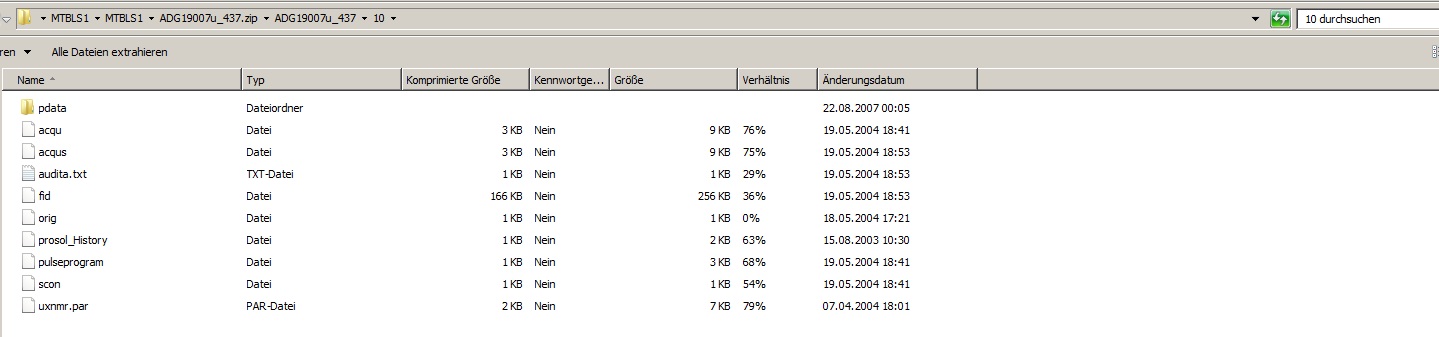 MTBLS1 MTBLS1 ADG19007u_437.zip ADG19007u_437 10 10 durchsuchen
ren Alle Dateien extrahieren
Name Typ Komprimierte Größe Kennwortge... Größe Verhältnis Änderungsdatum
pdata Dateiordner 22.08.2007 00:05
acqu Datei 3 KB Nein 9 KB 76% 19.05.2004 18:41
acqus Datei 3 KB Nein 9 KB 75% 19.05.2004 18:53
audita.txt TXT-Datei 1 KB Nein 1 KB 29% 19.05.2004 18:53
fid Datei 166 KB Nein 256 KB 36% 19.05.2004 18:53
orig Datei 1 KB Nein 1 KB 0% 18.05.2004 17:21
prosol_History Datei 1 KB Nein 2 KB 63% 15.08.2003 10:30
pulseprogram Datei 1 KB Nein 3 KB 68% 19.05.2004 18:41
scon Datei 1 KB Nein 1 KB 54% 19.05.2004 18:41
uxnmr.par PAR-Datei 2 KB Nein 7 KB 79% 07.04.2004 18:01